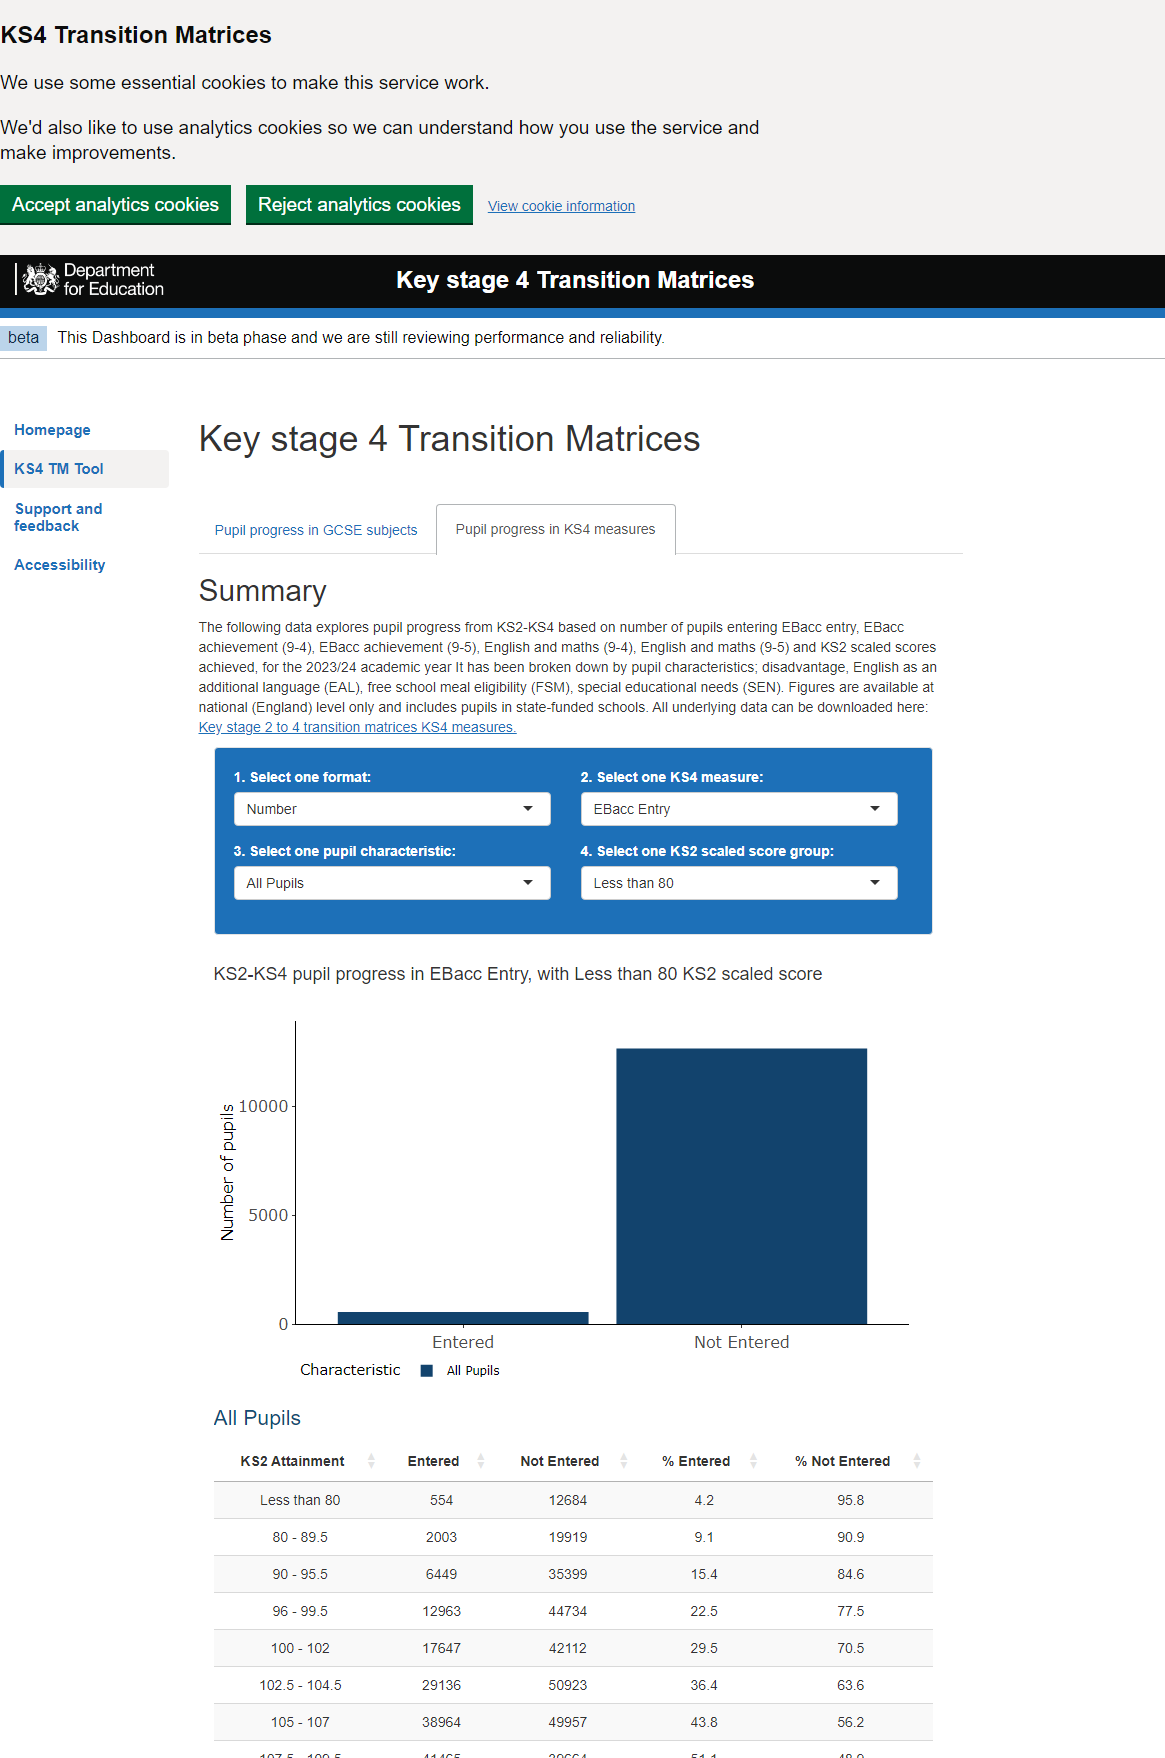 KS4 Transition Matrices
We use some essential cookies to make this service work.
We'd also like to use analytics cookies so we can understand how you use the service and
make improvements.
Accept analytics cookies Reject analytics cookies View cookie information
Department
for Education
Key stage 4 Transition Matrices
beta This Dashboard is in beta phase and we are still reviewing performance and reliability.
Homepage
KS4 TM Tool
Support and
feedback
Accessibility
Key stage 4 Transition Matrices
Pupil progress in GCSE subjects Pupil progress in KS4 measures
Summary
The following data explores pupil progress from KS2-KS4 based on number of pupils entering EBacc entry, EBacc
achievement (9-4), EBacc achievement (9-5), English and maths (9-4), English and maths (9-5) and KS2 scaled scores
achieved, for the 2023/24 academic year It has been broken down by pupil characteristics; disadvantage, English as an
additional language (EAL), free school meal eligibility (FSM), special educational needs (SEN). Figures are available at
national (England) level only and includes pupils in state-funded schools. All underlying data can be downloaded here:
Key stage 2 to 4 transition matrices KS4 measures.
1. Select one format: 2. Select one KS4 measure:
Number EBacc Entry
3. Select one pupil characteristic: 4. Select one KS2 scaled score group:
All Pupils Less than 80
KS2-KS4 pupil progress in EBacc Entry, with Less than 80 KS2 scaled score
Number of pupils
10000
5000
0
Entered Not Entered
Characteristic All Pupils
All Pupils
KS2 Attainment Entered Not Entered % Entered % Not Entered
Less than 80 554 12684 4.2 95.8
80 - 89.5 2003 19919 9.1 90.9
90 - 95.5 6449 35399 15.4 84.6
96 - 99.5 12963 44734 22.5 77.5
100 - 102 17647 42112 29.5 70.5
102.5 - 104.5 29136 50923 36.4 63.6
105 - 107 38964 49957 43.8 56.2